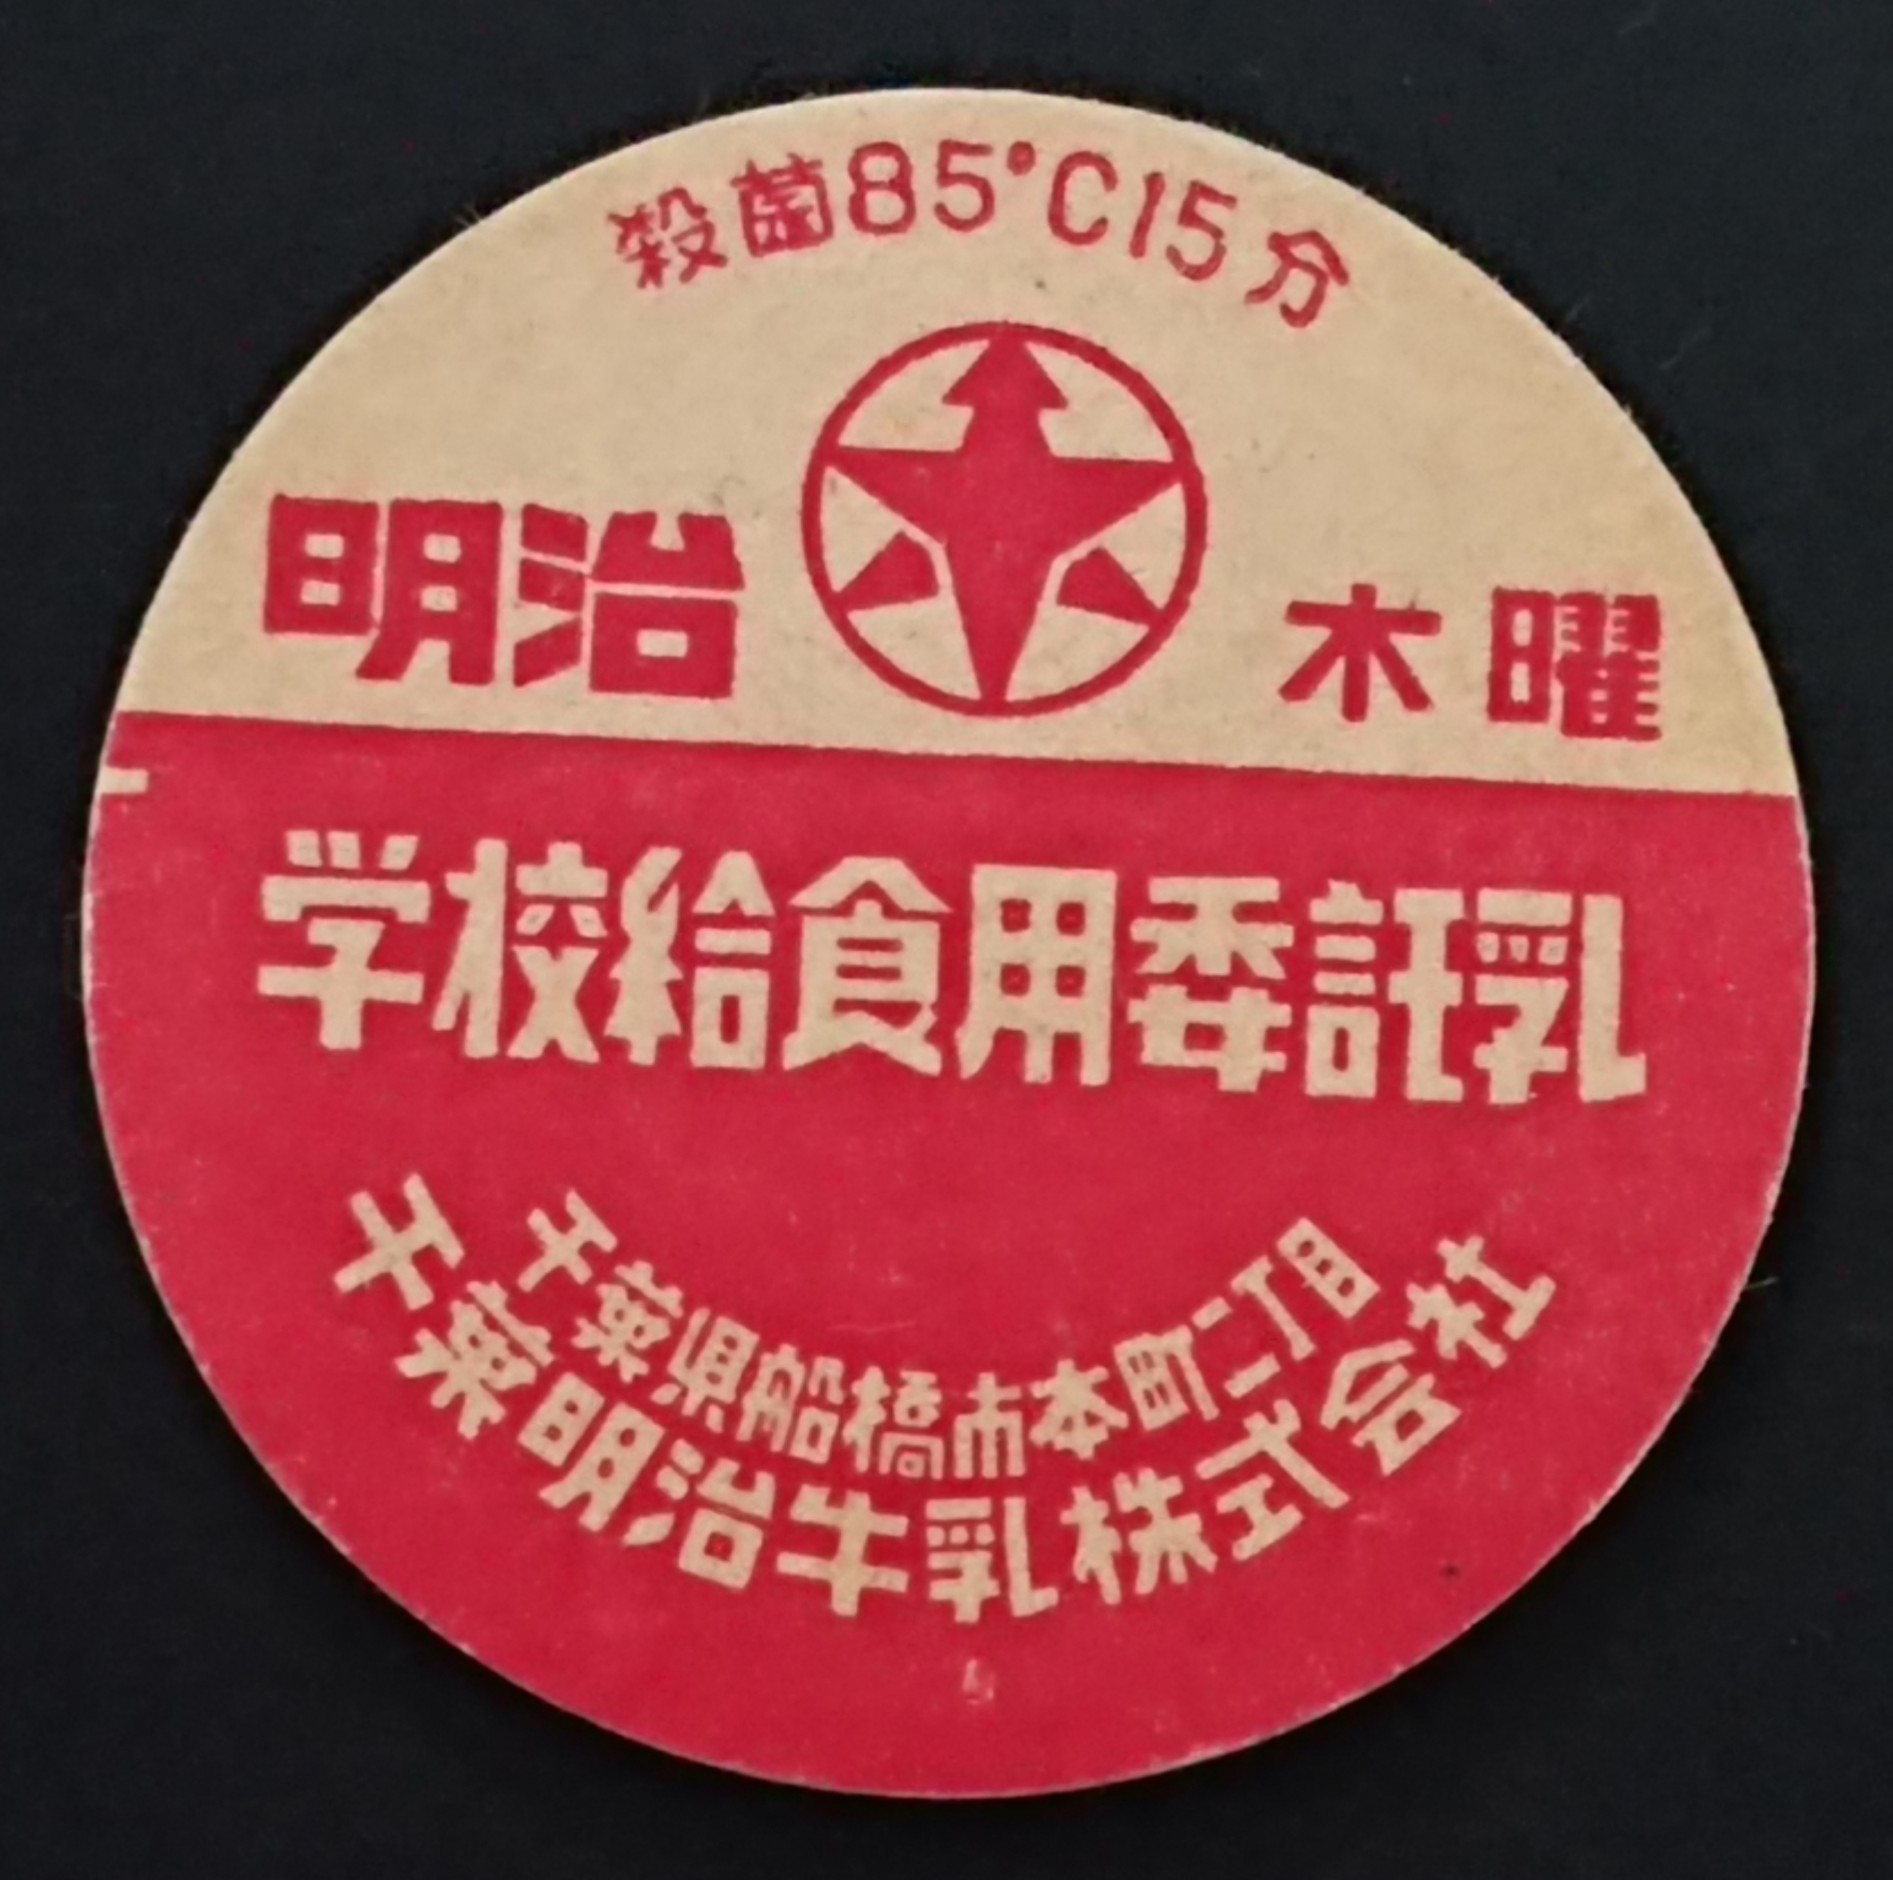 殺菌85°C15分
明治 木曜
学校給食用委託乳
千葉県船橋市本町二丁目
千葉明治牛乳株式会社